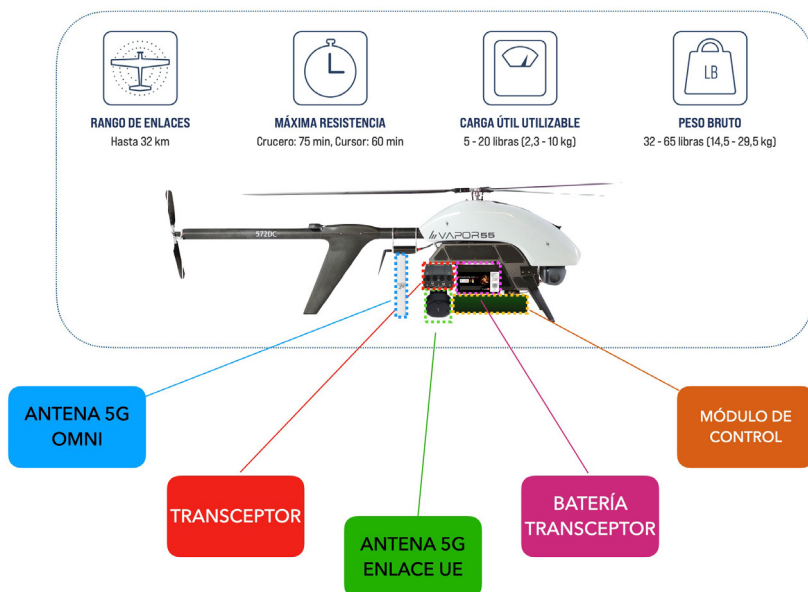 LB
RANGO DE ENLACES
Hasta 32 km
MÁXIMA RESISTENCIA
Crucero: 75 min, Cursor: 60 min
CARGA ÚTIL UTILIZABLE
5 - 20 libras (2,3 - 10 kg)
PESO BRUTO
32 - 65 libras (14,5 - 29,5 kg)
572DC
VAPOR55
ANTENA 5G
OMNI
TRANSCEPTOR
ANTENA 5G
ENLACE UE
BATERÍA
TRANSCEPTOR
MÓDULO DE
CONTROL